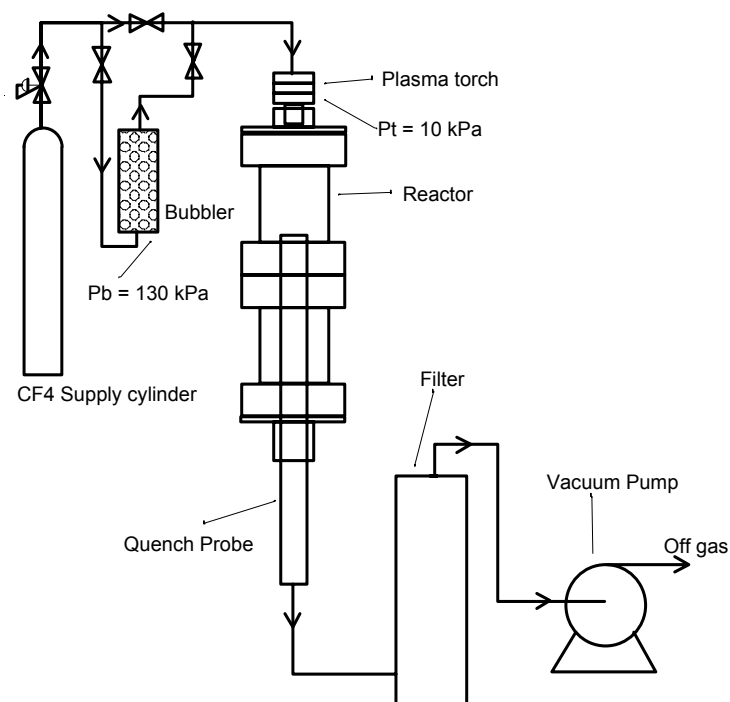 Plasma torch
Pt = 10 kPa
Reactor
Bubbler
Pb = 130 kPa
CF4 Supply cylinder
Filter
Vacuum Pump
Quench Probe
Off gas